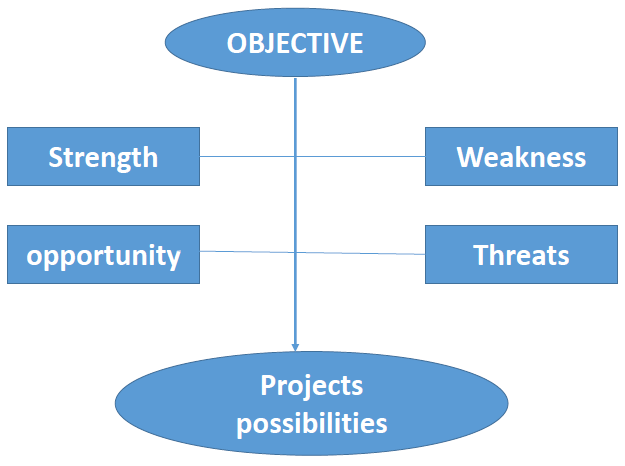 OBJECTIVE
Strength
Weakness
opportunity
Threats
Projects
possibilities